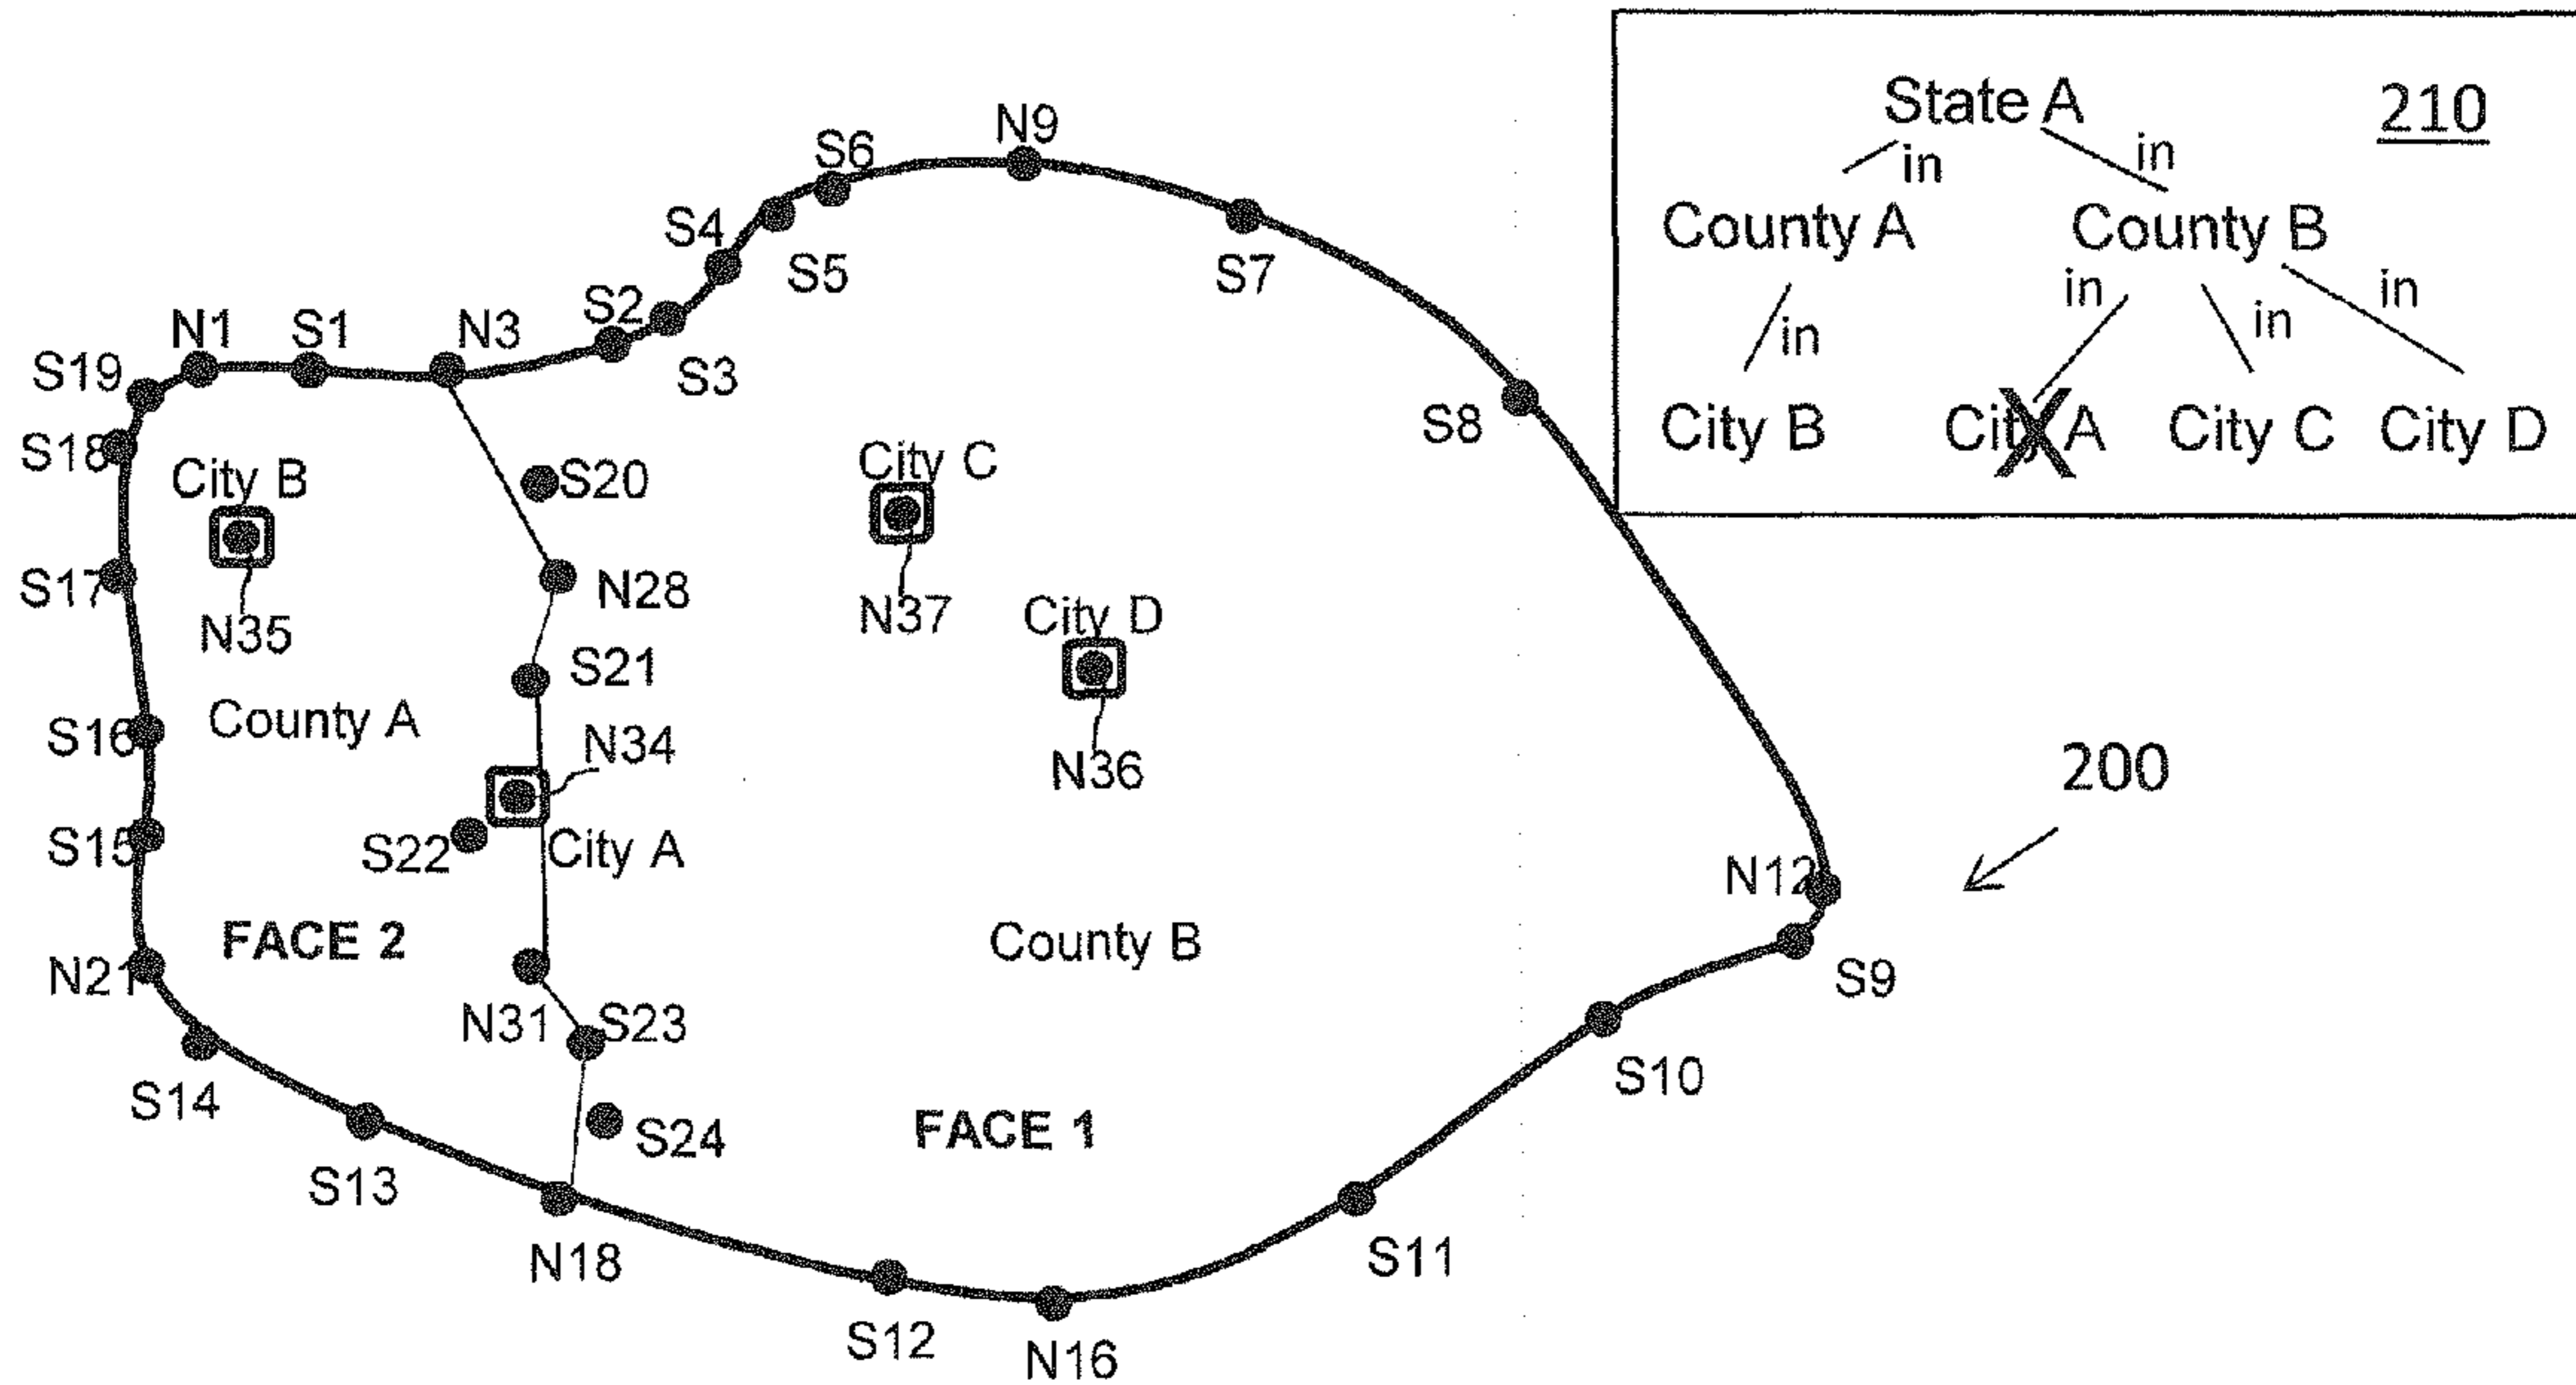 State A
210
in
in
County A
County B
in
in
in
in
City B
City A
City C
City D
N9
S6
S4
S5
S7
N1
S1
N3
S2
S19
S3
S8
S18
City B
S20
City C
S17
N28
N35
N37
City D
S21
County A
N34
S16
N36
200
S15
S22
City A
N12
FACE 2
County B
N21
S9
N31
S23
S10
S14
FACE 1
S24
S13
N18
S11
S12
N16